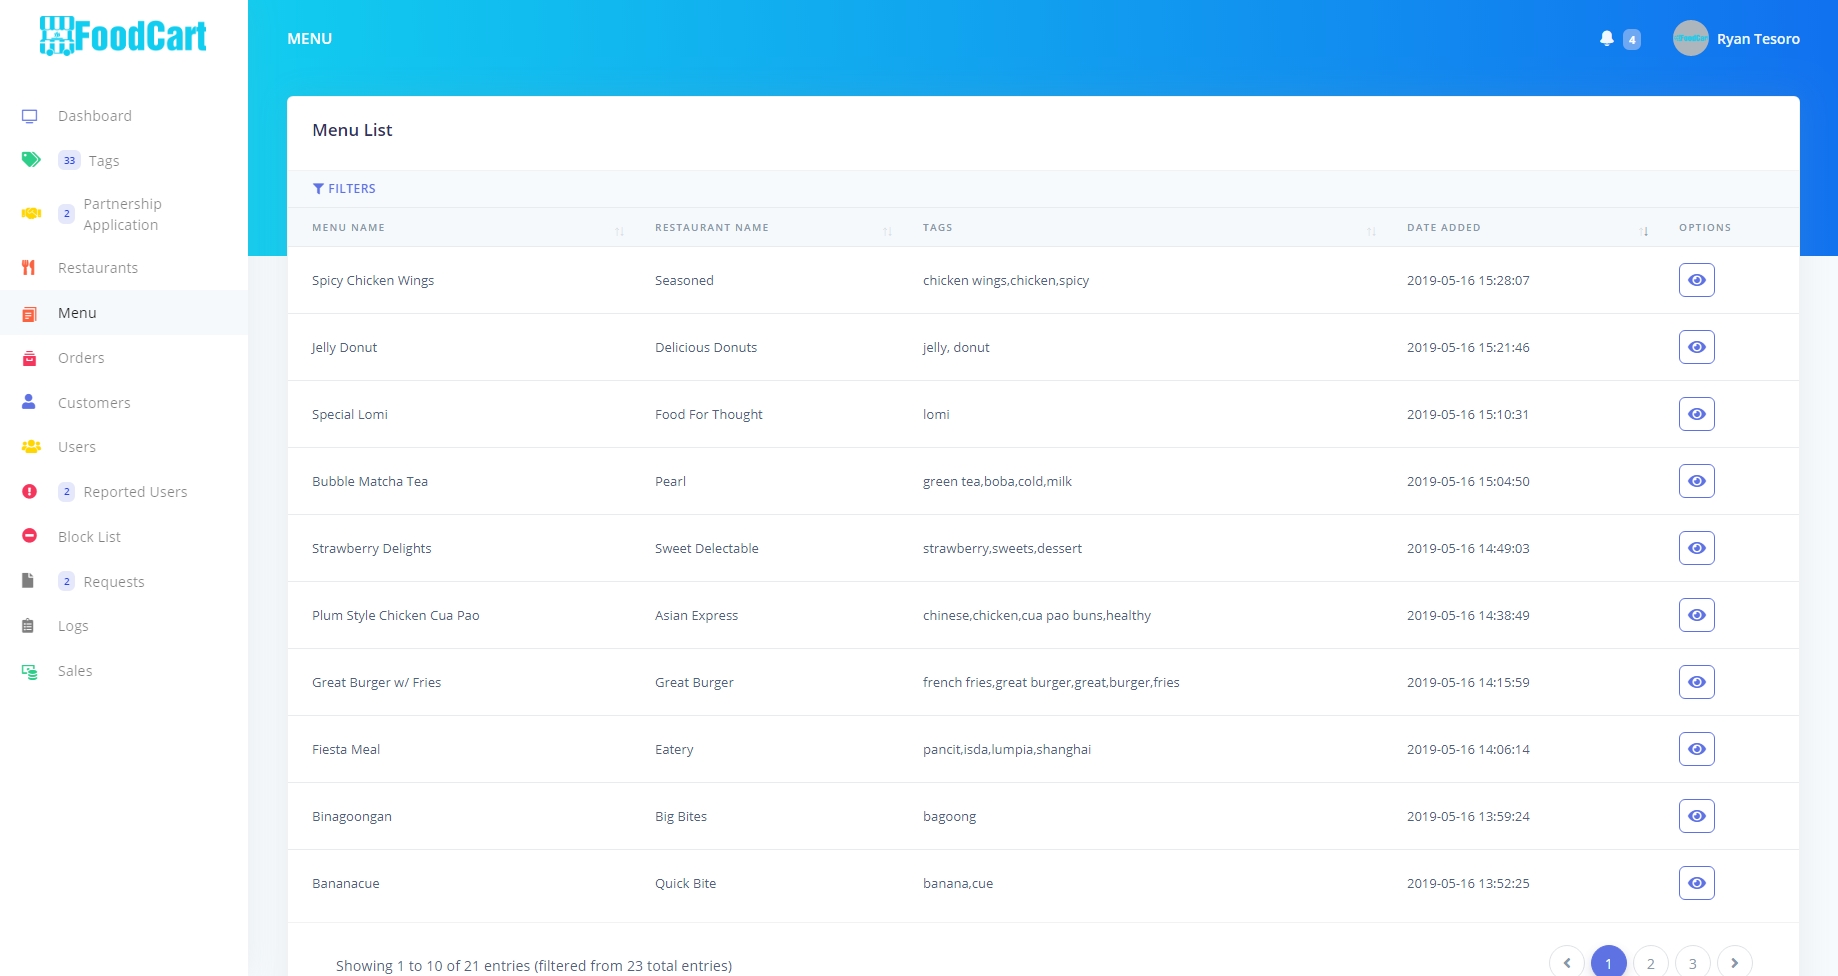 FoodCart
MENU
4
Ryan Tesoro
Dashboard
33 Tags
2 Partnership
Application
Restaurants
Menu
Orders
Customers
Users
2 Reported Users
Block List
2 Requests
Logs
Sales
Menu List
FILTERS
MENU NAME RESTAURANT NAME TAGS DATE ADDED OPTIONS
Spicy Chicken Wings Seasoned chicken wings,chicken,spicy 2019-05-16 15:28:07
Jelly Donut Delicious Donuts jelly, donut 2019-05-16 15:21:46
Special Lomi Food For Thought lomi 2019-05-16 15:10:31
Bubble Matcha Tea Pearl green tea,boba,cold,milk 2019-05-16 15:04:50
Strawberry Delights Sweet Delectable strawberry,sweets,dessert 2019-05-16 14:49:03
Plum Style Chicken Cua Pao Asian Express chinese,chicken,cua pao buns,healthy 2019-05-16 14:38:49
Great Burger w/ Fries Great Burger french fries,great burger,great,burger,fries 2019-05-16 14:15:59
Fiesta Meal Eatery pancit,isda,lumpia,shanghai 2019-05-16 14:06:14
Binagoongan Big Bites bagoong 2019-05-16 13:59:24
Bananacue Quick Bite banana,cue 2019-05-16 13:52:25
Showing 1 to 10 of 21 entries (filtered from 23 total entries)
1 2 3